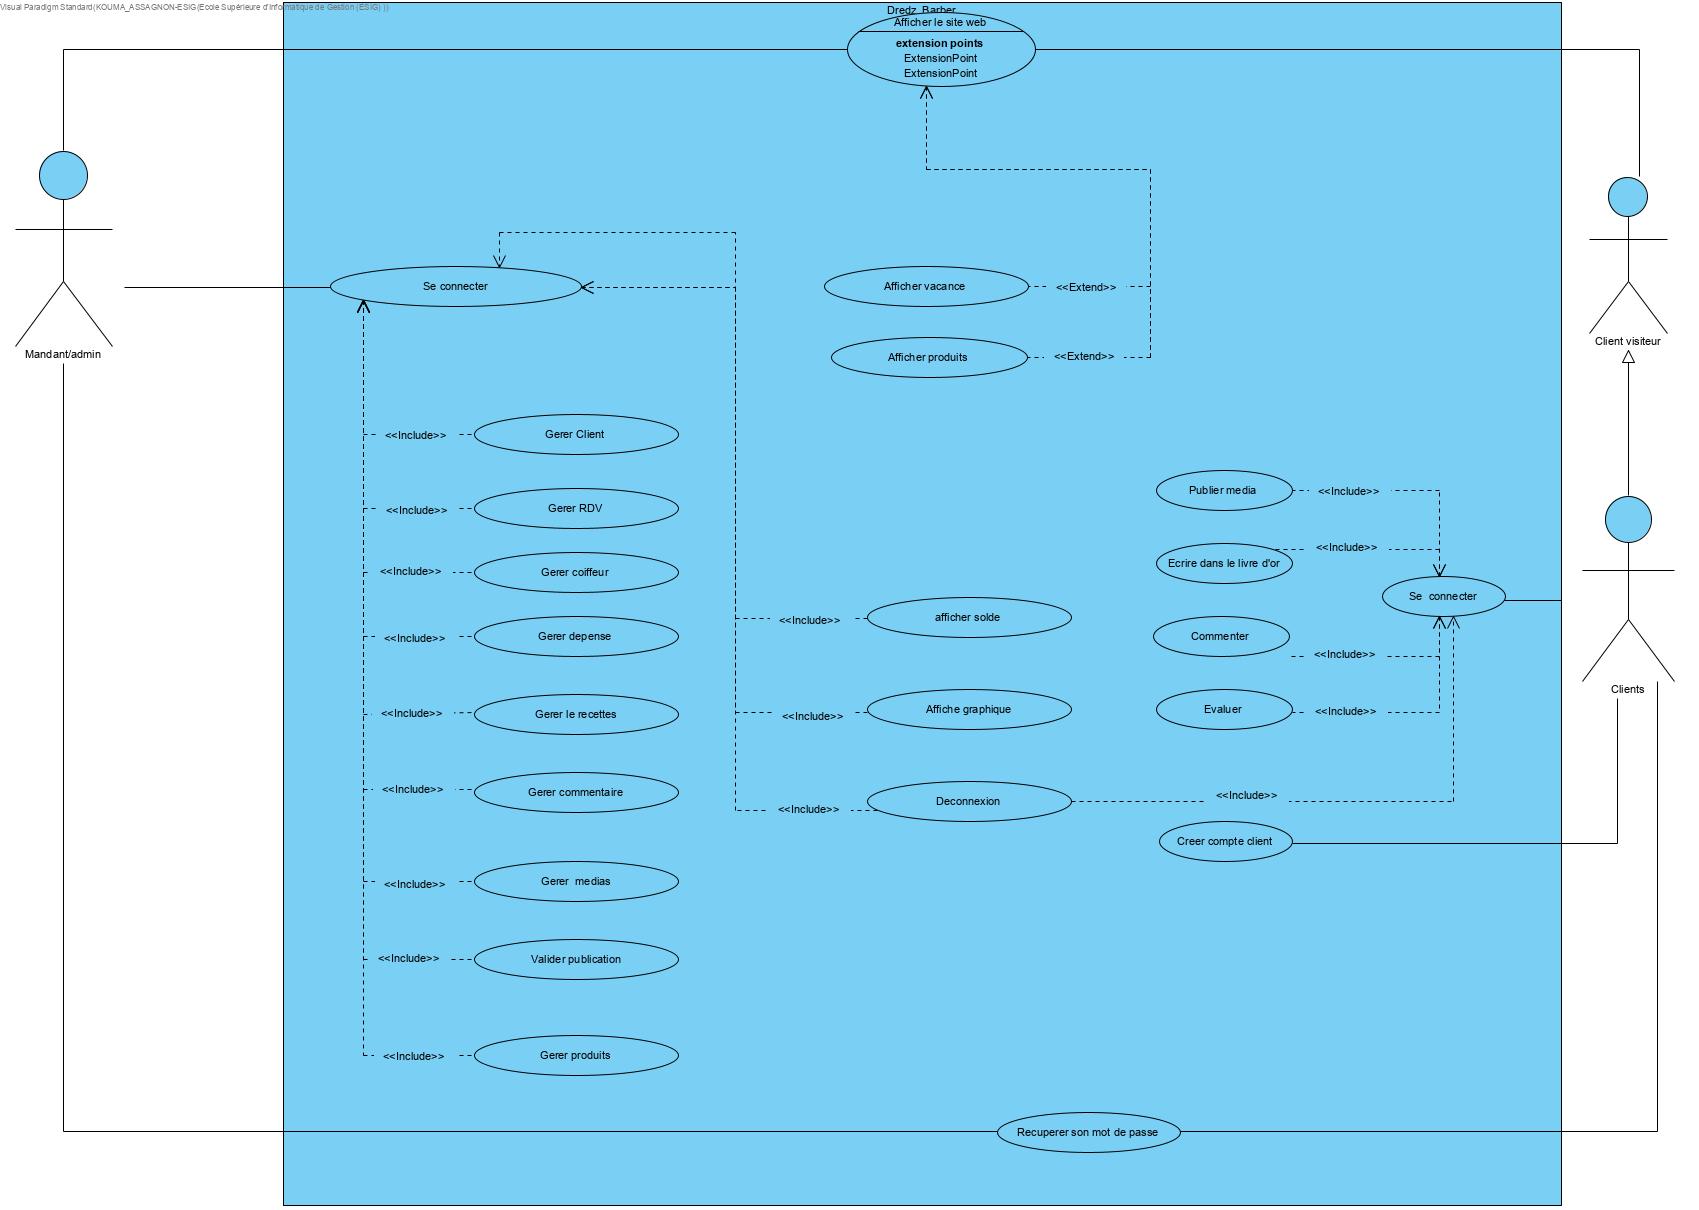 Visual Paradigm Standard(KOUMA_ASSAGNON-ESIG(Ecole Supérieure d'Informatique de Gestion (ESIG) ))
Dredz_Barber
Afficher le site web
extension points
ExtensionPoint
ExtensionPoint
Mandant/admin
Client visiteur
Se connecter
Afficher vacance
<<Extend>>
Afficher produits
<<Extend>>
<<Include>>
Gerer Client
<<Include>>
Gerer RDV
<<Include>>
Gerer coiffeur
<<Include>>
Gerer depense
<<Include>>
Gerer le recettes
<<Include>>
Gerer commentaire
<<Include>>
Gerer  medias
<<Include>>
Valider publication
<<Include>>
Gerer produits
<<Include>>
afficher solde
<<Include>>
Affiche graphique
<<Include>>
Deconnexion
<<Include>>
Publier media
<<Include>>
Ecrire dans le livre d'or
<<Include>>
Se  connecter
Commenter
<<Include>>
Evaluer
<<Include>>
Clients
Creer compte client
Recuperer son mot de passe